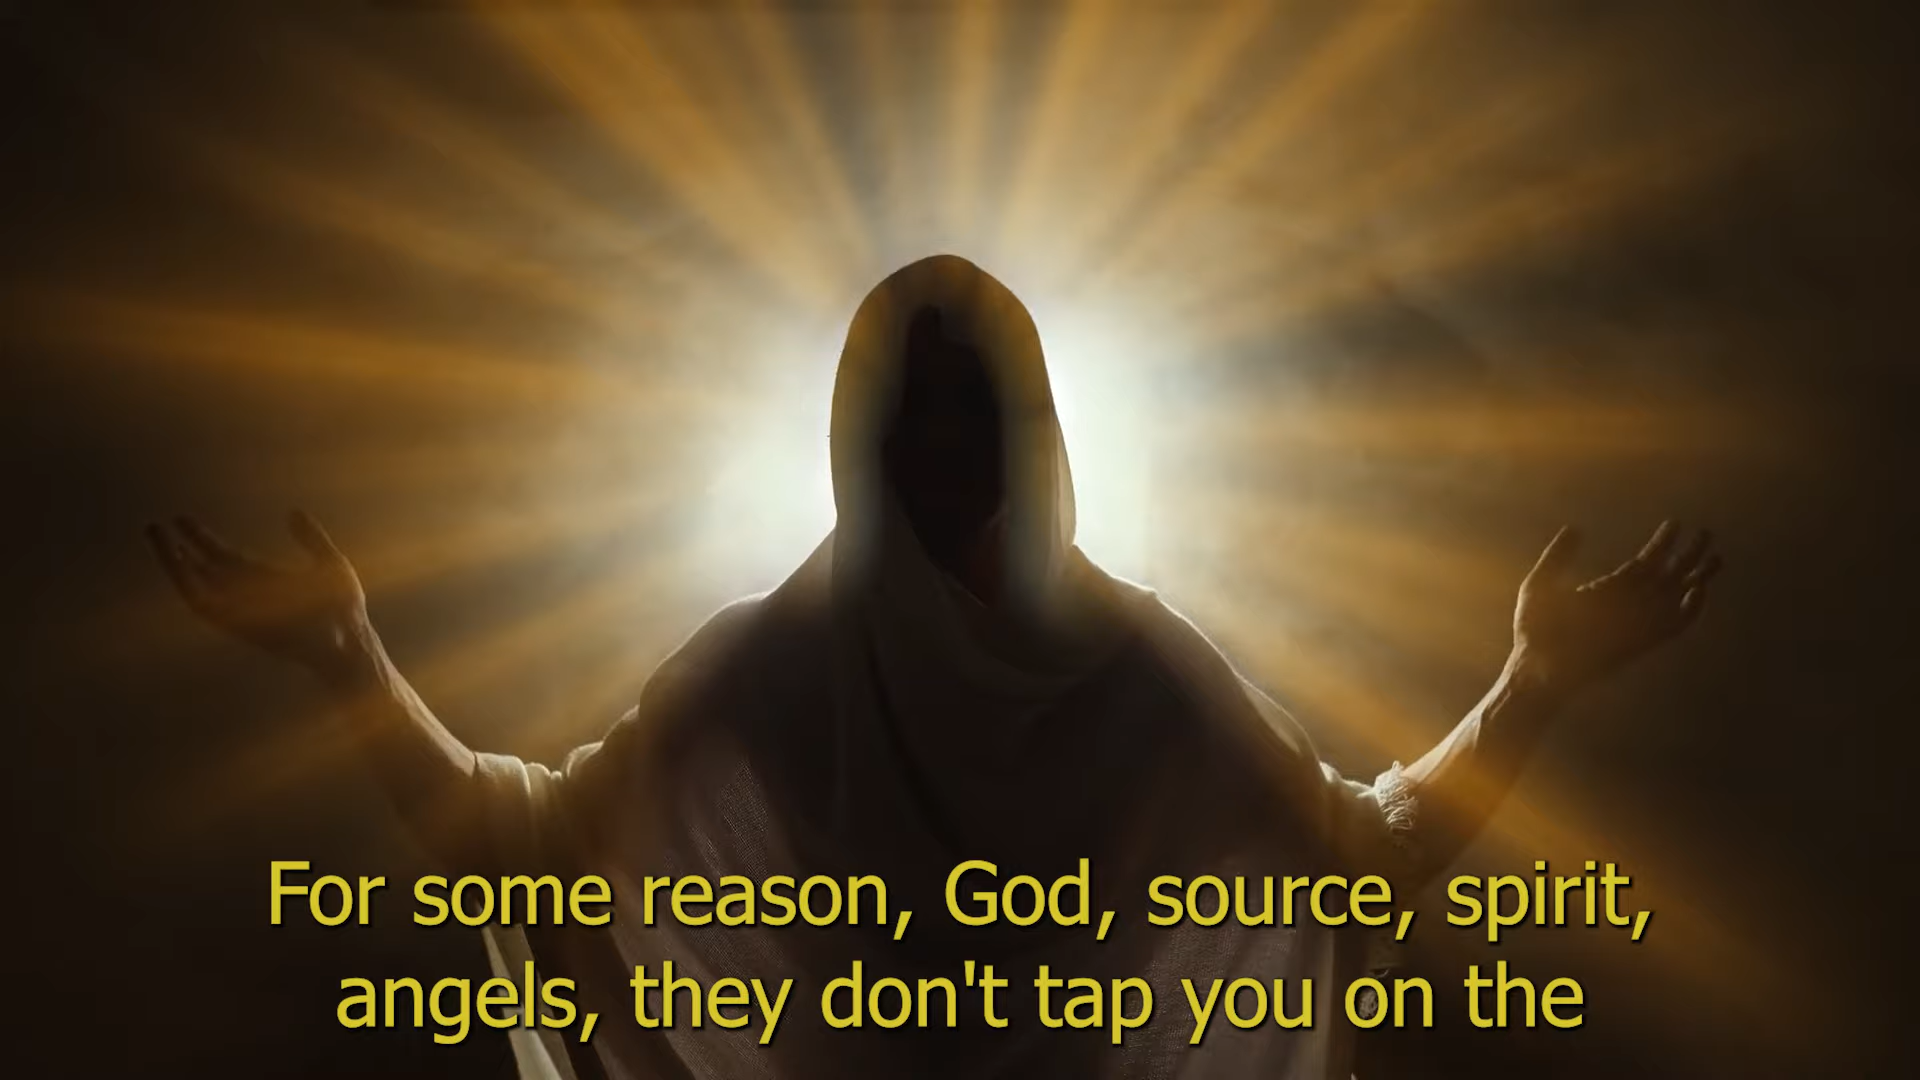 For some reason, God, source, spirit,
angels, they don't tap you on the